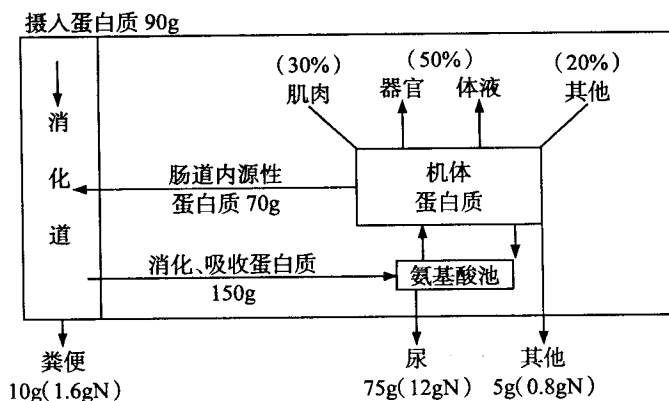 摄入蛋白质 90g
(30%)
肌肉
(50%)
器官 体液
(20%)
其他
消
化
道
机体
蛋白质
肠道内源性
蛋白质 70g
消化、吸收蛋白质
150g
氨基酸池
粪便
10g(1.6gN)
尿
75g(12gN)
其他
5g(0.8gN)